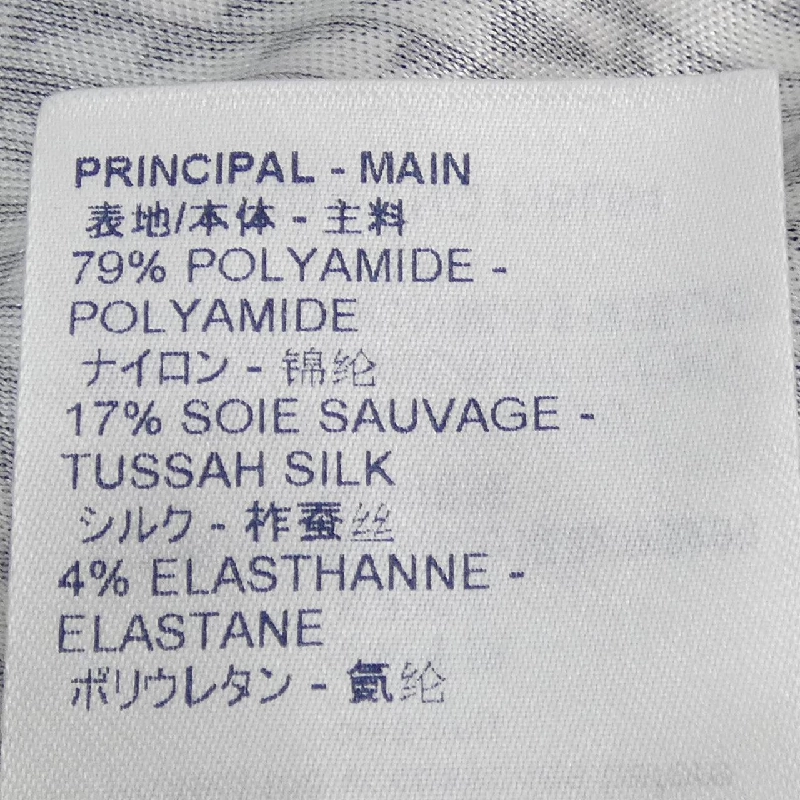 PRINCIPAL - MAIN
表地/本体 - 主料
79% POLYAMIDE -
POLYAMIDE
ナイロン - 锦纶
17% SOIE SAUVAGE -
TUSSAH SILK
シルク - 柞蚕丝
4% ELASTHANNE -
ELASTANE
ポリウレタン - 氨纶